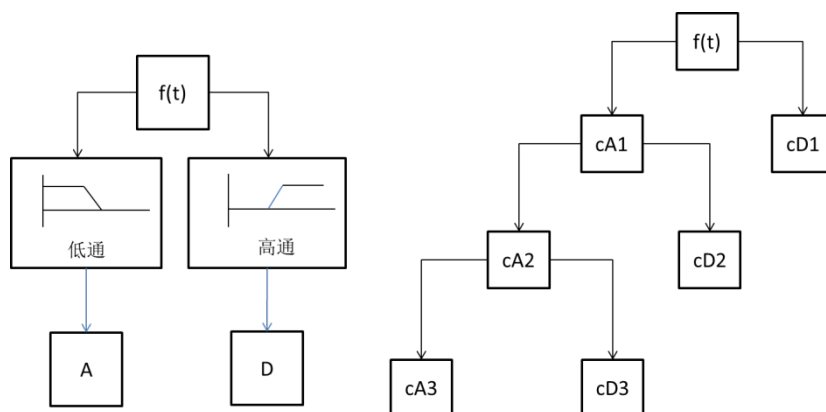 f(t)
低通
高通
A
D
f(t)
cA1
cD1
cA2
cD2
cA3
cD3